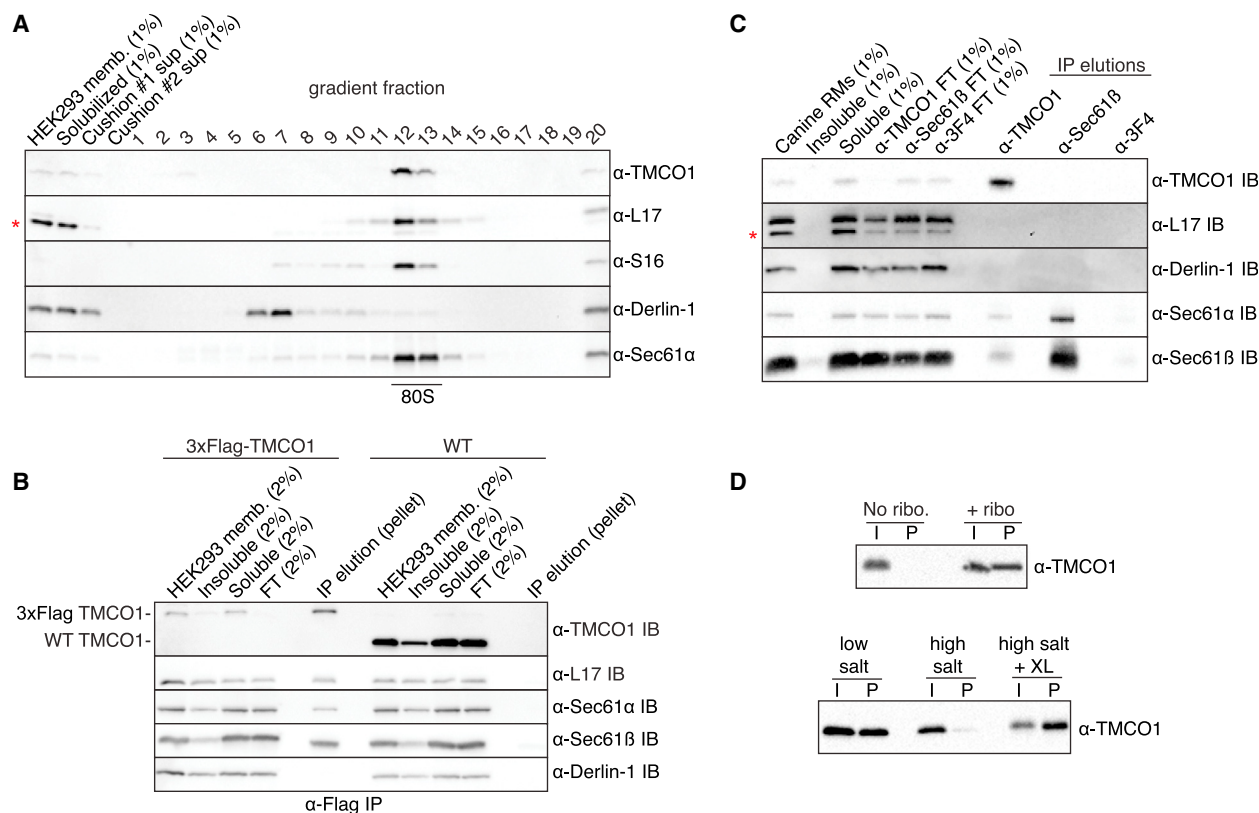 A
HEK293 memb. (1%)
Solubilized (1%)
Cushion #1 sup (1%)
Cushion #2 sup (1%)
gradient fraction
1 2 3 4 5 6 7 8 9 10 11 12 13 14 15 16 17 18 19 20
α-TMCO1
* α-L17
α-S16
α-Derlin-1
α-Sec61α
80S
B
3xFlag-TMCO1 WT
HEK293 memb. (2%)
Insoluble (2%)
Soluble (2%)
FT (2%)
IP elution (pellet)
HEK293 memb. (2%)
Insoluble (2%)
Soluble (2%)
FT (2%)
IP elution (pellet)
3xFlag TMCO1-
WT TMCO1-
α-TMCO1 IB
α-L17 IB
α-Sec61α IB
α-Sec61ß IB
α-Derlin-1 IB
α-Flag IP
C
Canine RMs (1%)
Insoluble (1%)
Soluble (1%)
α-TMCO1 FT (1%)
α-Sec61ß FT (1%)
α-3F4 FT (1%)
IP elutions
α-TMCO1
α-Sec61ß
α-3F4
α-TMCO1 IB
* α-L17 IB
α-Derlin-1 IB
α-Sec61α IB
α-Sec61ß IB
D
No ribo. + ribo
I P I P
α-TMCO1
low salt
high salt
high salt + XL
I P I P I P
α-TMCO1